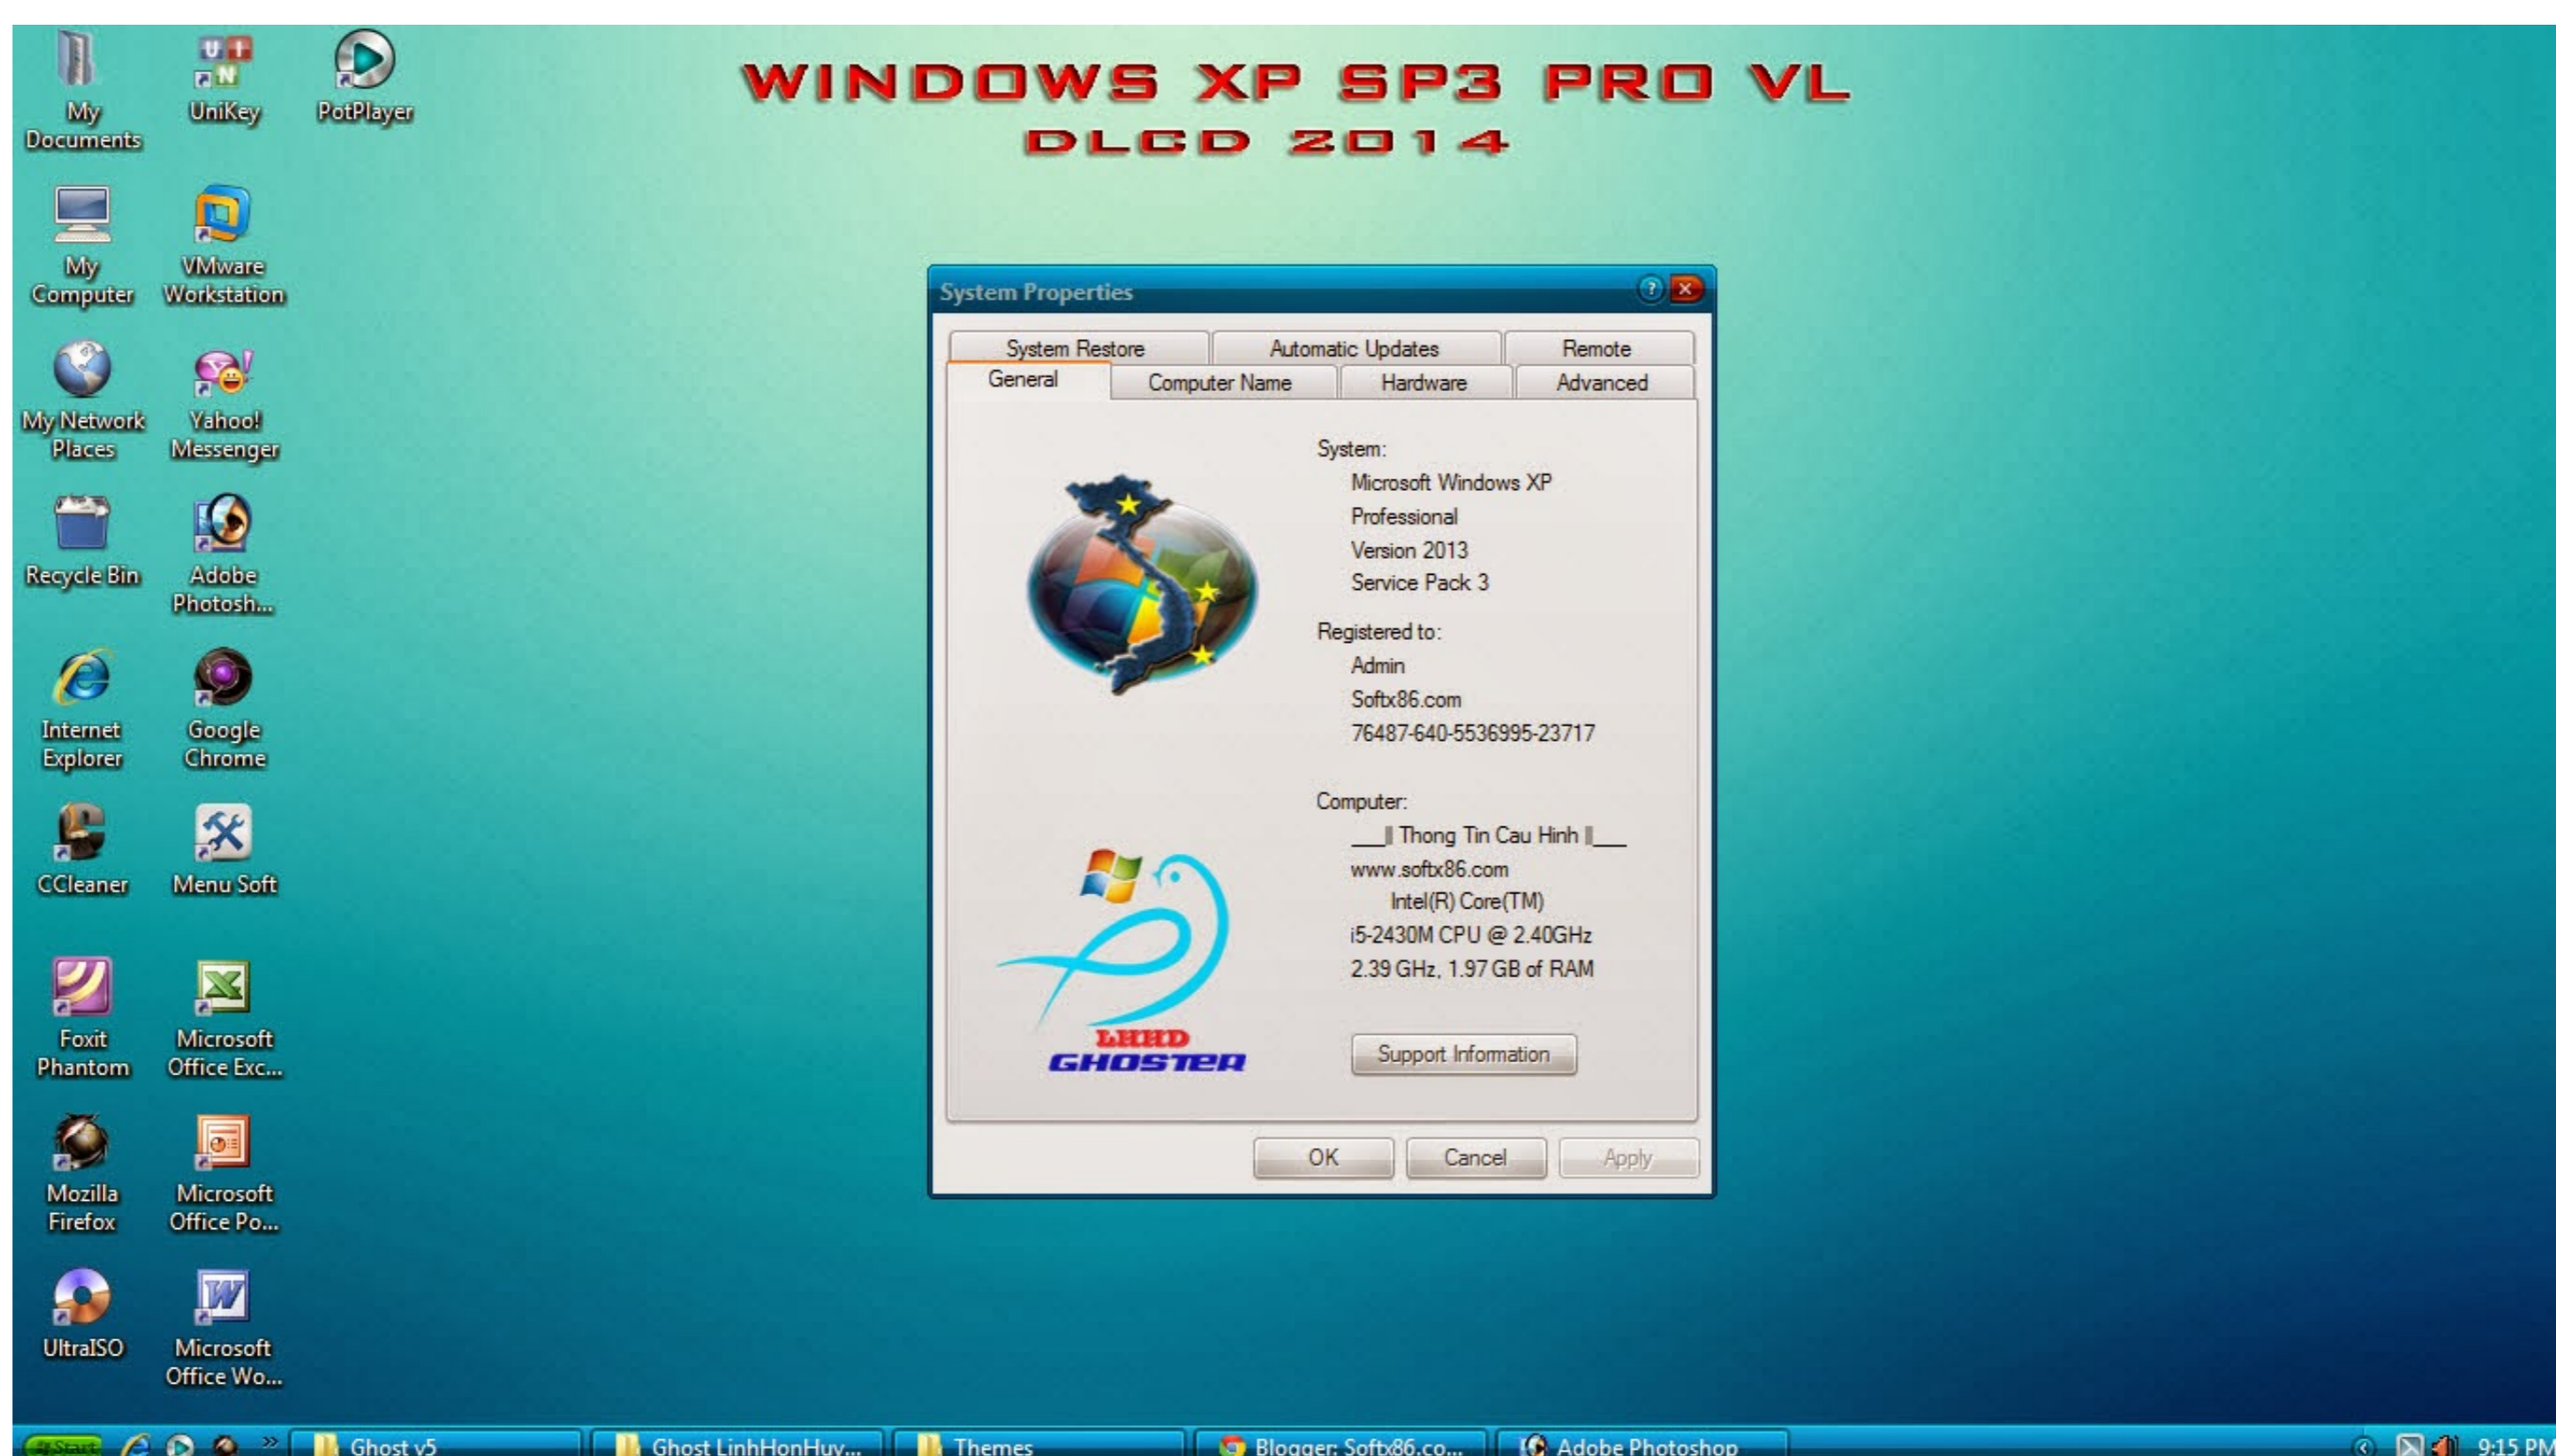 WINDOWS XP SP3 PRO VL
DLCD 2014
My
Documents
UniKey
PotPlayer
My
Computer
VMware
Workstation
My Network
Places
Yahoo!
Messenger
Recycle Bin
Adobe
Photosh...
Internet
Explorer
Google
Chrome
CCleaner
Menu Soft
Foxit
Phantom
Microsoft
Office Exc...
Mozilla
Firefox
Microsoft
Office Po...
UltraISO
Microsoft
Office Wo...
System Properties
System Restore
Automatic Updates
Remote
General
Computer Name
Hardware
Advanced
System:
Microsoft Windows XP
Professional
Version 2013
Service Pack 3
Registered to:
Admin
Softx86.com
76487-640-5536995-23717
Computer:
___|| Thong Tin Cau Hinh ||___
www.softx86.com
Intel(R) Core(TM)
i5-2430M CPU @ 2.40GHz
2.39 GHz, 1.97 GB of RAM
LHHD
GHOSTER
Support Information
OK
Cancel
Apply
Start
Ghost v5
Ghost LinhHonHuy...
Themes
Blogger: Softx86.co...
Adobe Photoshop
9:15 PM